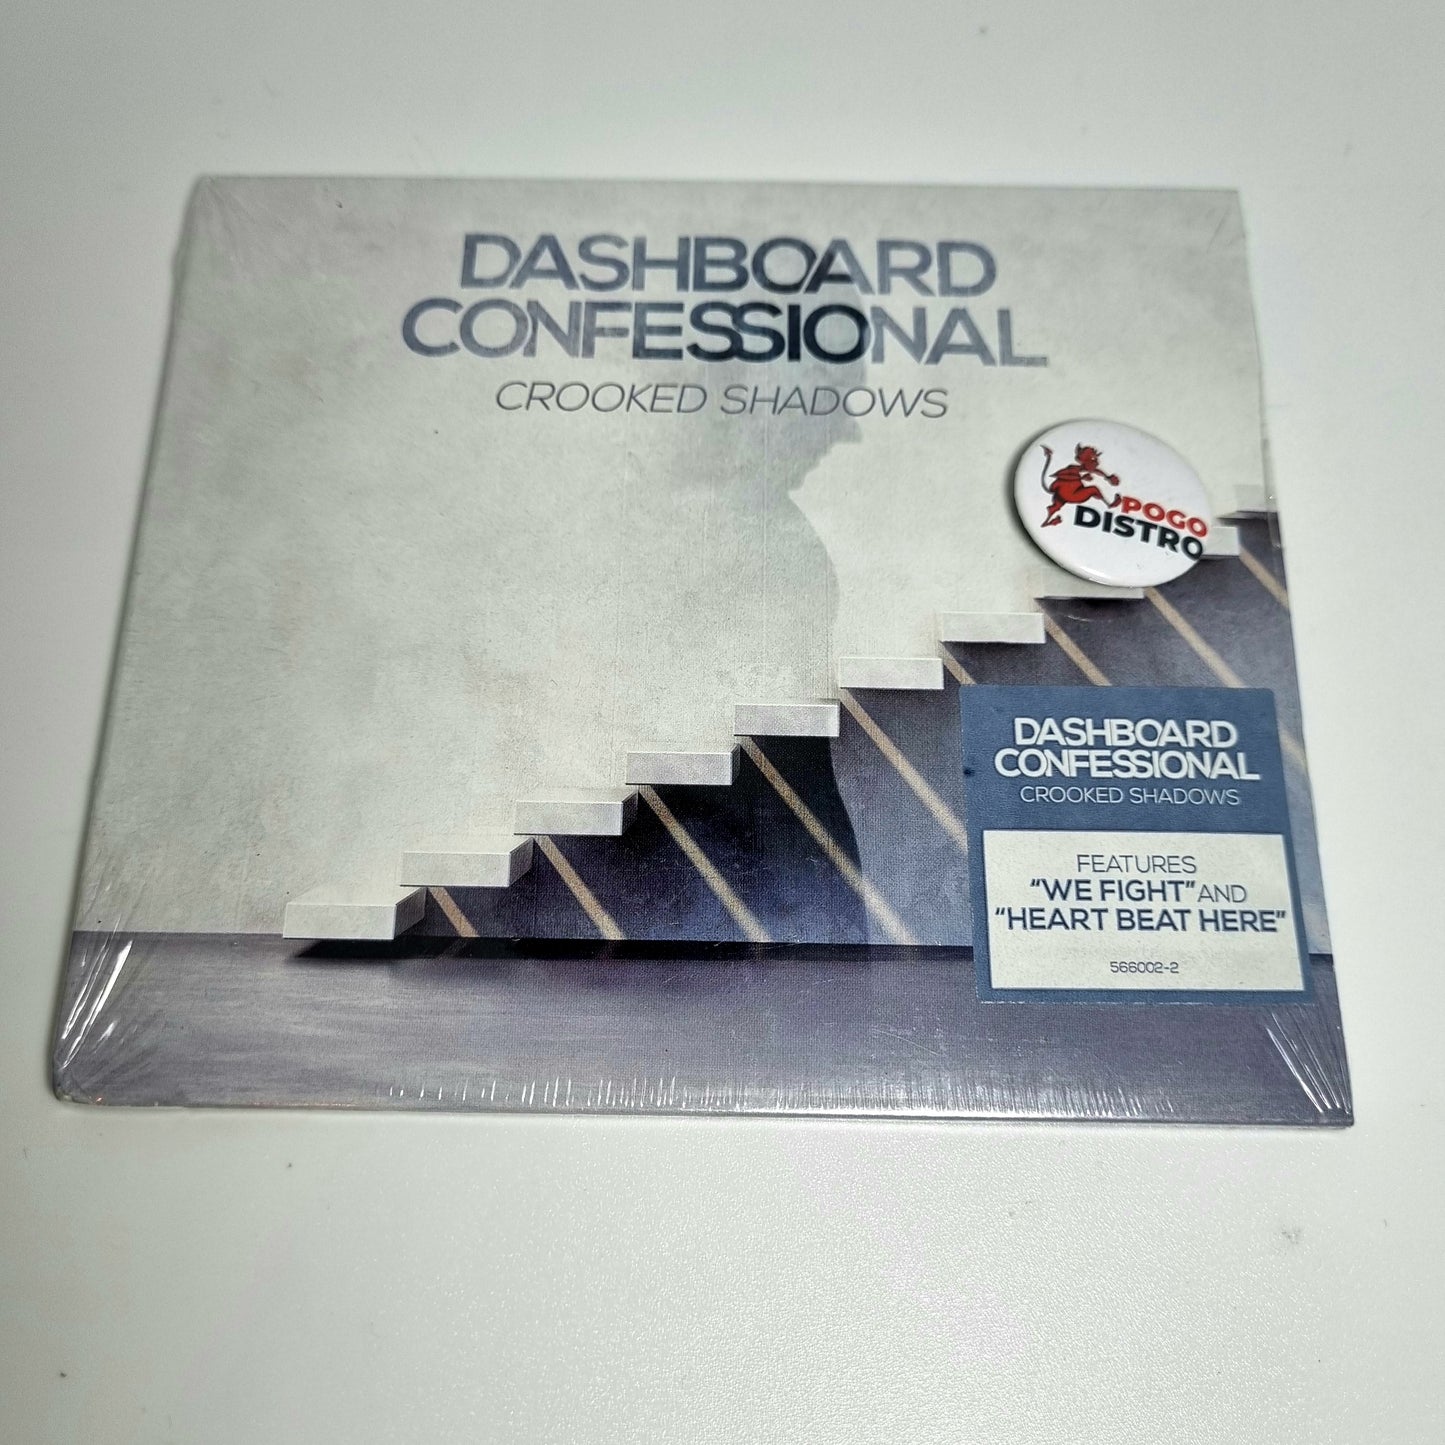 DASHBOARD
CONFESSIONAL
CROOKED SHADOWS
POGO
DISTRO
DASHBOARD
CONFESSIONAL
CROOKED SHADOWS
FEATURES
“WE FIGHT” AND
“HEART BEAT HERE”
566002-2